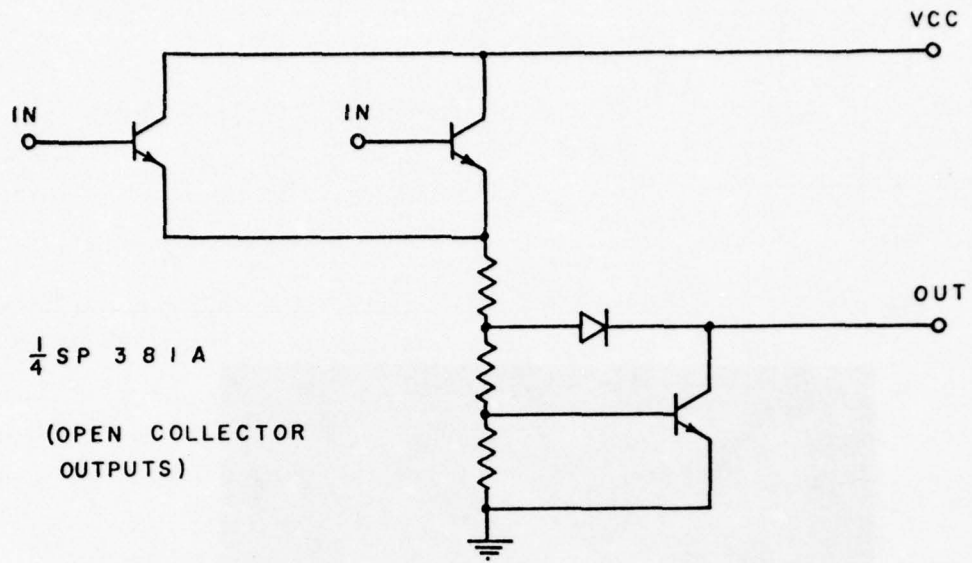 VCC
IN
IN
OUT
1/4 SP 381A
(OPEN COLLECTOR
OUTPUTS)